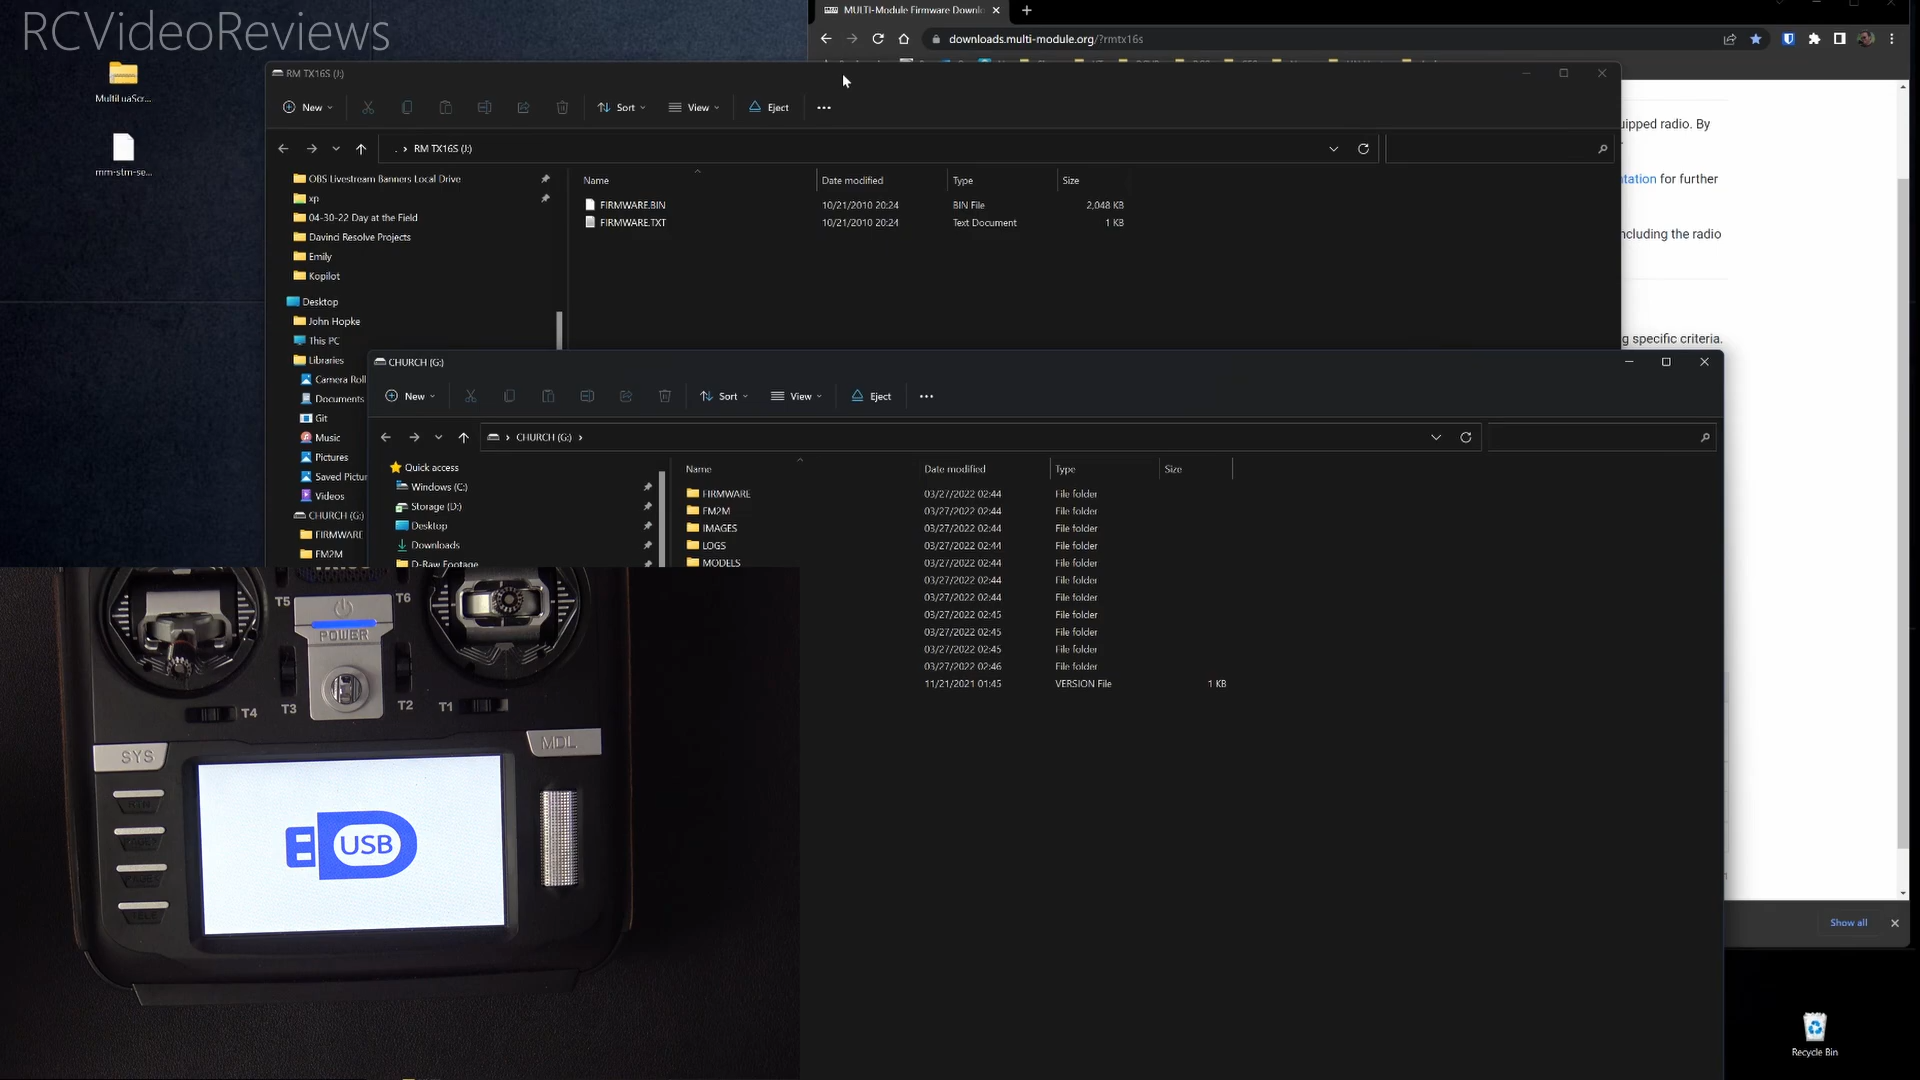 RCVideoReviews
MULTI-Module Firmware Downl
downloads.multi-module.org/?rmtx16s
MultiLuaScr...
mm-stm-se...
RM TX16S (J:)
New
Sort
View
Eject
RM TX16S (J:)
OBS Livestream Banners Local Drive
xp
04-30-22 Day at the Field
Davinci Resolve Projects
Emily
Kopilot
Desktop
John Hopke
This PC
Libraries
Camera Roll
Documents
Git
Music
Pictures
Saved Pictur
Videos
CHURCH (G:)
FIRMWARE
FM2M
Name Date modified Type Size
FIRMWARE.BIN 10/21/2010 20:24 BIN File 2,048 KB
FIRMWARE.TXT 10/21/2010 20:24 Text Document 1 KB
uipped radio. By
ntation for further
ncluding the radio
g specific criteria.
CHURCH (G:)
New
Sort
View
Eject
CHURCH (G:)
Quick access
Windows (C:)
Storage (D:)
Desktop
Downloads
D-Raw Footage
Name Date modified Type Size
FIRMWARE 03/27/2022 02:44 File folder
FM2M 03/27/2022 02:44 File folder
IMAGES 03/27/2022 02:44 File folder
LOGS 03/27/2022 02:44 File folder
MODELS 03/27/2022 02:44 File folder
03/27/2022 02:44 File folder
03/27/2022 02:44 File folder
03/27/2022 02:45 File folder
03/27/2022 02:45 File folder
03/27/2022 02:45 File folder
03/27/2022 02:46 File folder
11/21/2021 01:45 VERSION File 1 KB
T5
T6
POWER
T4
T3
T2
T1
SYS
MDL
TELE
USB
Show all
Recycle Bin